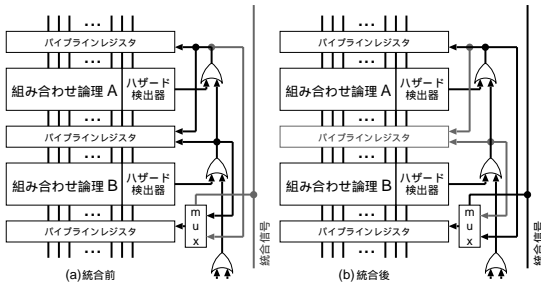 ...
パイプラインレジスタ
...
組み合わせ論理 A
ハザード
検出器
...
パイプラインレジスタ
...
組み合わせ論理 B
ハザード
検出器
...
パイプラインレジスタ
...
mux
統合信号
(a)統合前
...
パイプラインレジスタ
...
組み合わせ論理 A
ハザード
検出器
...
パイプラインレジスタ
...
組み合わせ論理 B
ハザード
検出器
...
パイプラインレジスタ
...
mux
統合信号
(b)統合後